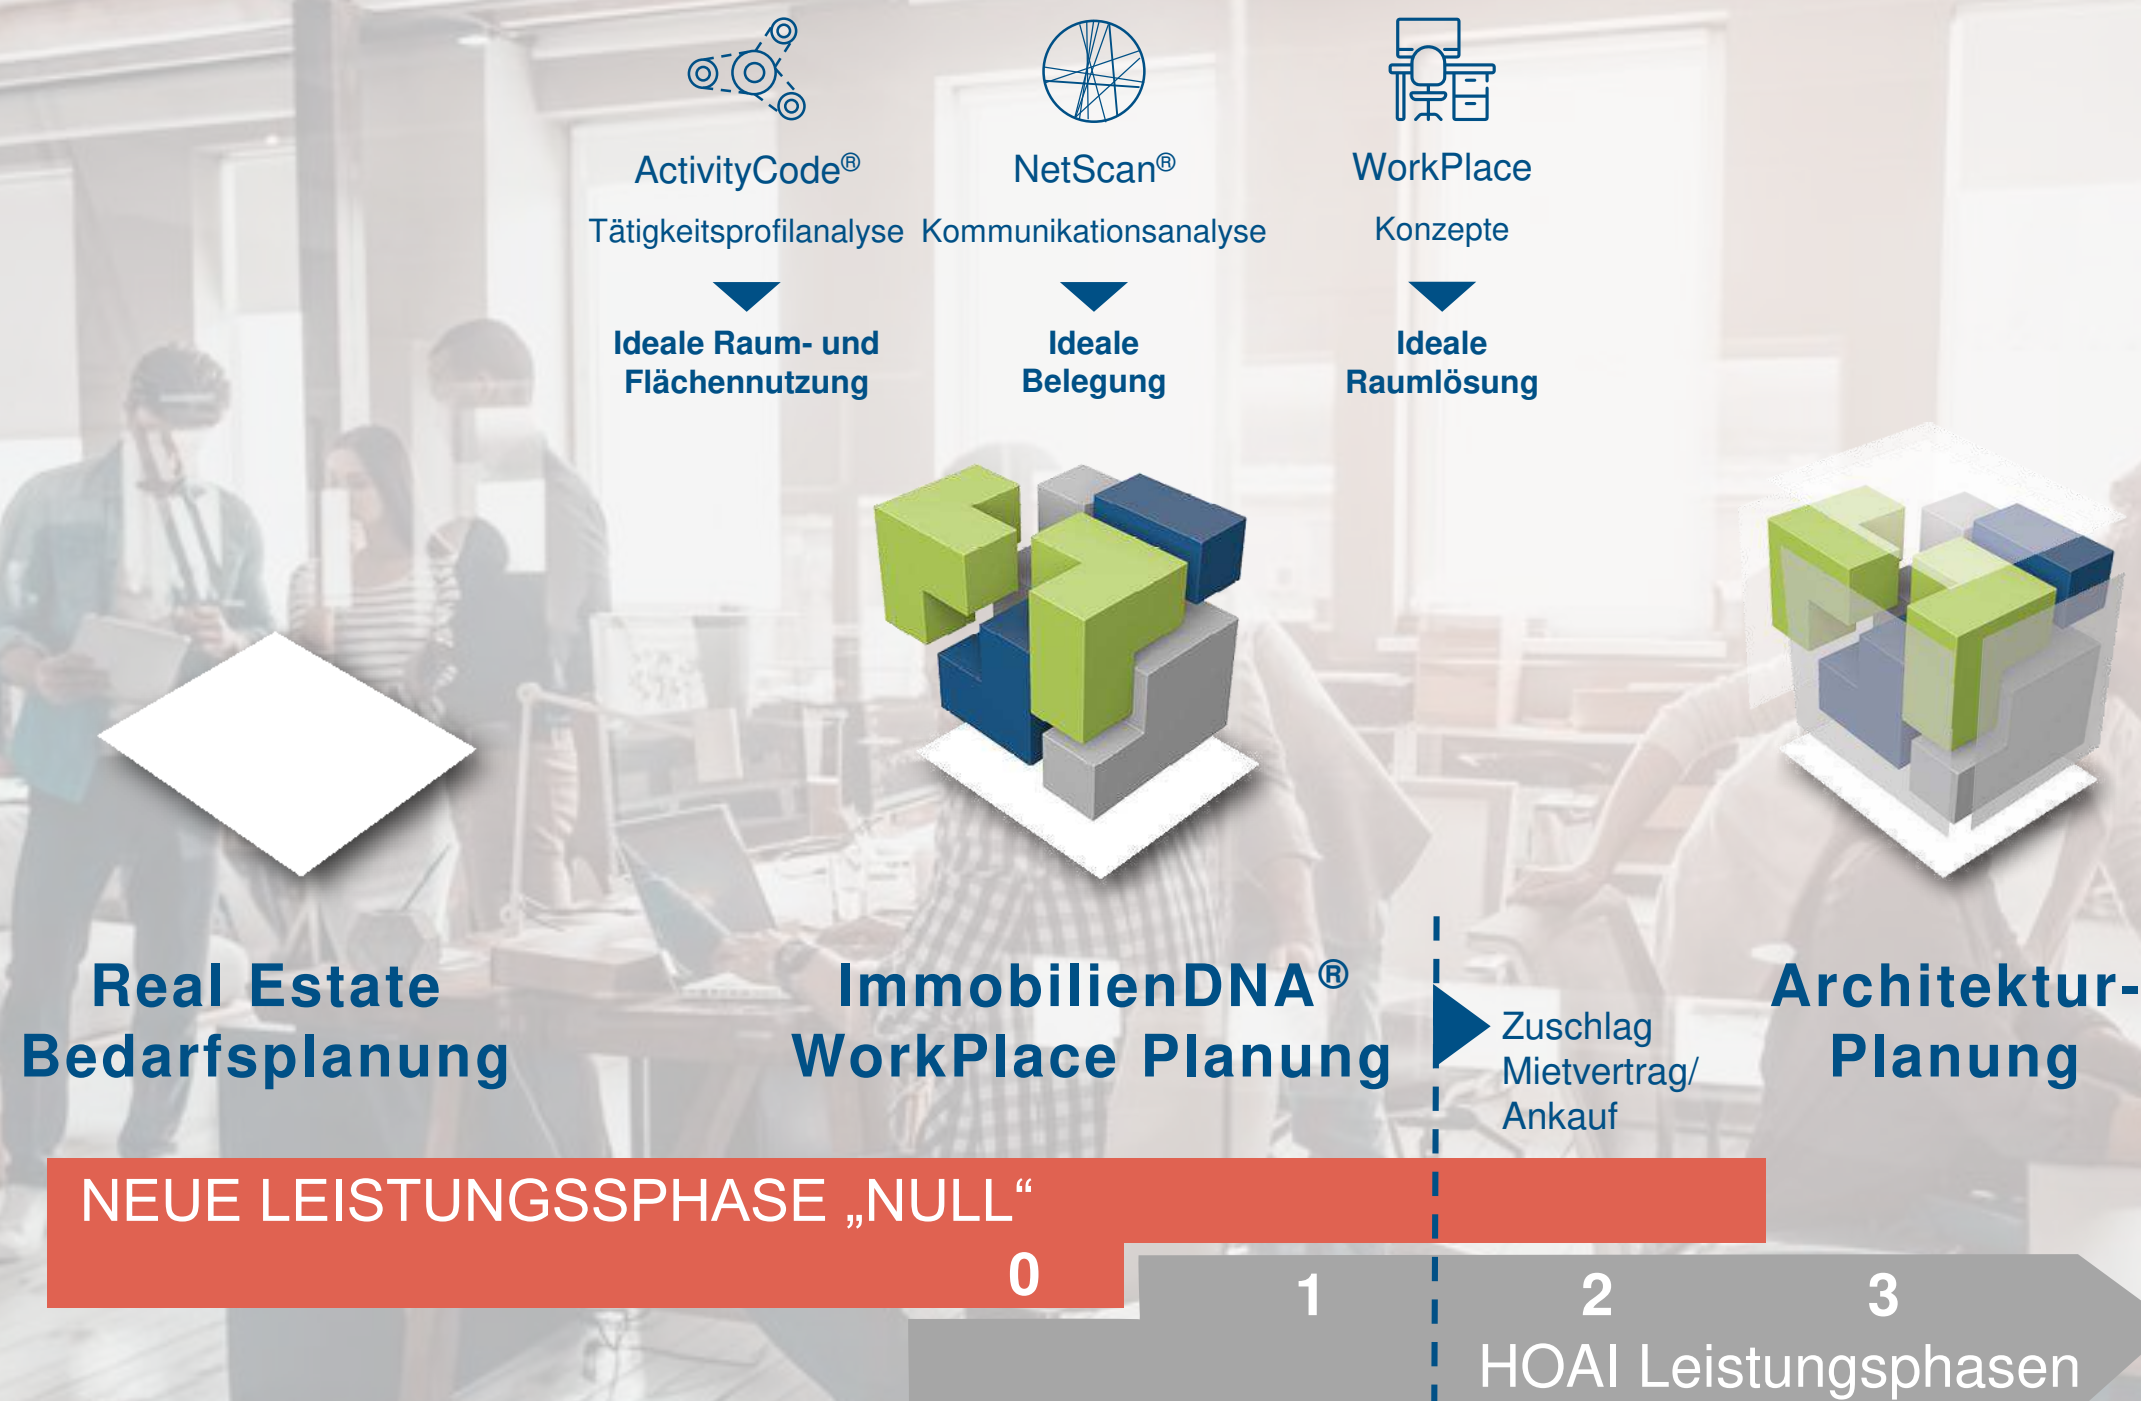 ActivityCode®
Tätigkeitsprofilanalyse
Ideale Raum- und
Flächennutzung
NetScan®
Kommunikationsanalyse
Ideale
Belegung
WorkPlace
Konzepte
Ideale
Raumlösung
Real Estate
Bedarfsplanung
ImmobilienDNA®
WorkPlace Planung
Zuschlag
Mietvertrag/
Ankauf
Architektur-
Planung
NEUE LEISTUNGSSPHASE „NULL“
0
1
2
3
HOAI Leistungsphasen